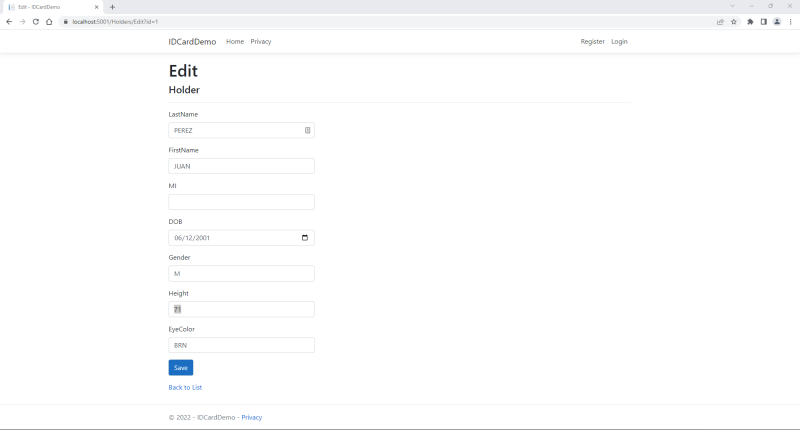 Edit - IDCardDemo
localhost:5001/Holders/Edit?id=1
IDCardDemo Home Privacy Register Login
Edit
Holder
LastName
PEREZ
FirstName
JUAN
MI
DOB
06/12/2001
Gender
M
Height
71
EyeColor
BRN
Save
Back to List
© 2022 - IDCardDemo - Privacy